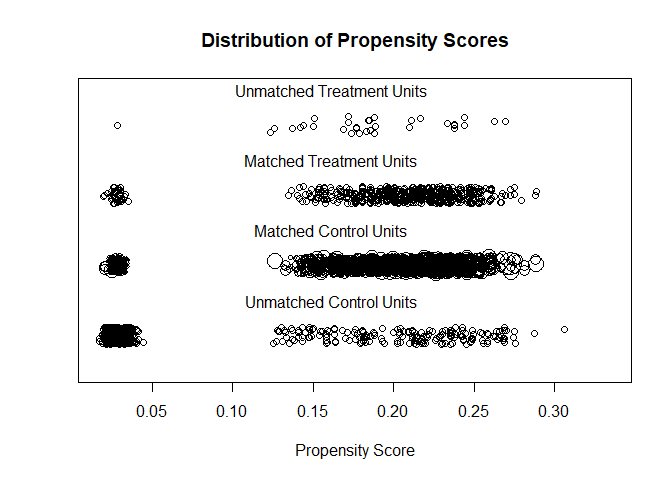 Distribution of Propensity Scores
Unmatched Treatment Units
Matched Treatment Units
Matched Control Units
Unmatched Control Units
0.05 0.10 0.15 0.20 0.25 0.30
Propensity Score